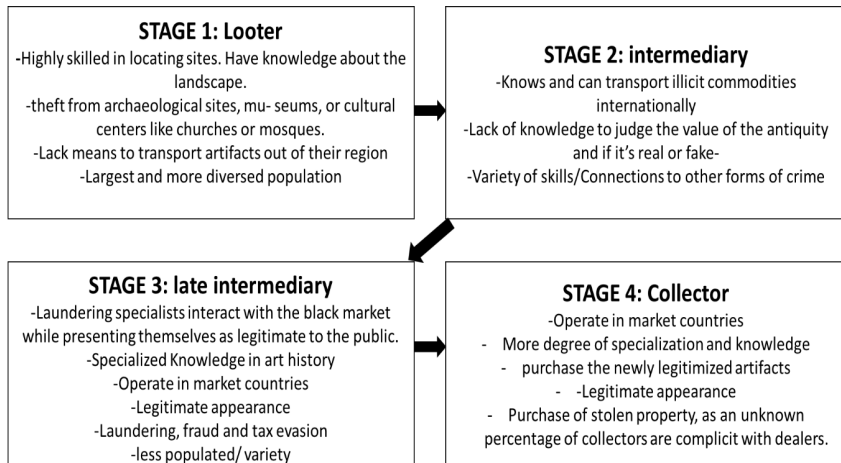 STAGE 1: Looter
-Highly skilled in locating sites. Have knowledge about the
landscape.
-theft from archaeological sites, mu- seums, or cultural
centers like churches or mosques.
-Lack means to transport artifacts out of their region
-Largest and more diversed population
STAGE 2: intermediary
-Knows and can transport illicit commodities
internationally
-Lack of knowledge to judge the value of the antiquity
and if it's real or fake-
-Variety of skills/Connections to other forms of crime
STAGE 3: late intermediary
-Laundering specialists interact with the black market
while presenting themselves as legitimate to the public.
-Specialized Knowledge in art history
-Operate in market countries
-Legitimate appearance
-Laundering, fraud and tax evasion
-less populated/ variety
STAGE 4: Collector
-Operate in market countries
- More degree of specialization and knowledge
- purchase the newly legitimized artifacts
- -Legitimate appearance
- Purchase of stolen property, as an unknown
percentage of collectors are complicit with dealers.